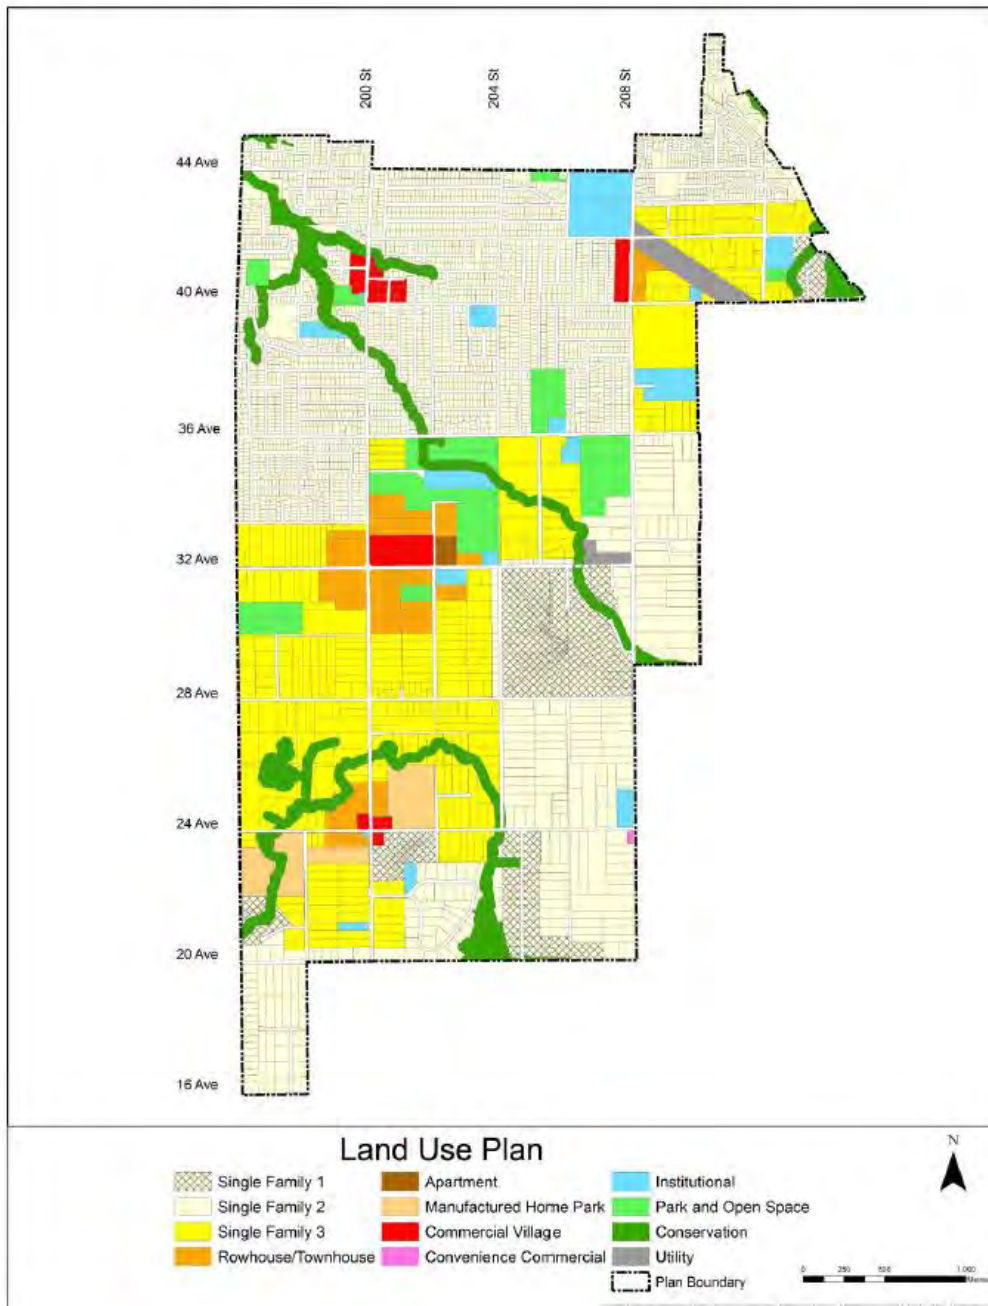 200 St
204 St
208 St
44 Ave
40 Ave
36 Ave
32 Ave
28 Ave
24 Ave
20 Ave
16 Ave
Land Use Plan
N
Single Family 1
Apartment
Institutional
Single Family 2
Manufactured Home Park
Park and Open Space
Single Family 3
Commercial Village
Conservation
Rowhouse/Townhouse
Convenience Commercial
Utility
Plan Boundary
0 250 500 1,000